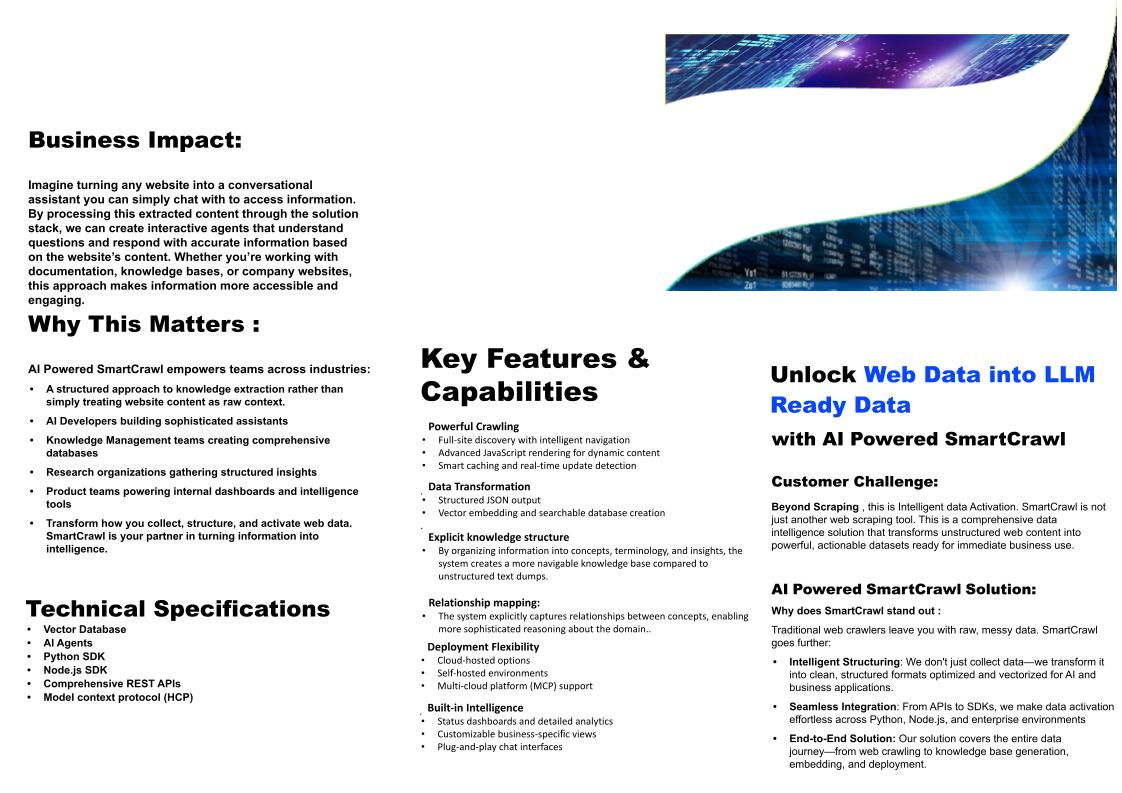 Business Impact:
Imagine turning any website into a conversational
assistant you can simply chat with to access information.
By processing this extracted content through the solution
stack, we can create interactive agents that understand
questions and respond with accurate information based
on the website's content. Whether you're working with
documentation, knowledge bases, or company websites,
this approach makes information more accessible and
engaging.
Why This Matters :
AI Powered SmartCrawl empowers teams across industries:
• A structured approach to knowledge extraction rather than
simply treating website content as raw context.
• AI Developers building sophisticated assistants
• Knowledge Management teams creating comprehensive
databases
• Research organizations gathering structured insights
• Product teams powering internal dashboards and intelligence
tools
• Transform how you collect, structure, and activate web data.
SmartCrawl is your partner in turning information into
intelligence.
Technical Specifications
• Vector Database
• AI Agents
• Python SDK
• Node.js SDK
• Comprehensive REST APIs
• Model context protocol (HCP)
Key Features &
Capabilities
Powerful Crawling
• Full-site discovery with intelligent navigation
• Advanced JavaScript rendering for dynamic content
• Smart caching and real-time update detection
Data Transformation
• Structured JSON output
• Vector embedding and searchable database creation
Explicit knowledge structure
• By organizing information into concepts, terminology, and insights, the
system creates a more navigable knowledge base compared to
unstructured text dumps.
Relationship mapping:
• The system explicitly captures relationships between concepts, enabling
more sophisticated reasoning about the domain..
Deployment Flexibility
• Cloud-hosted options
• Self-hosted environments
• Multi-cloud platform (MCP) support
Built-in Intelligence
• Status dashboards and detailed analytics
• Customizable business-specific views
• Plug-and-play chat interfaces
Ys1
Zs1
Unlock Web Data into LLM
Ready Data
with AI Powered SmartCrawl
Customer Challenge:
Beyond Scraping , this is Intelligent data Activation. SmartCrawl is not
just another web scraping tool. This is a comprehensive data
intelligence solution that transforms unstructured web content into
powerful, actionable datasets ready for immediate business use.
AI Powered SmartCrawl Solution:
Why does SmartCrawl stand out :
Traditional web crawlers leave you with raw, messy data. SmartCrawl
goes further:
• Intelligent Structuring: We don't just collect data—we transform it
into clean, structured formats optimized and vectorized for AI and
business applications.
• Seamless Integration: From APIs to SDKs, we make data activation
effortless across Python, Node.js, and enterprise environments
• End-to-End Solution: Our solution covers the entire data
journey—from web crawling to knowledge base generation,
embedding, and deployment.